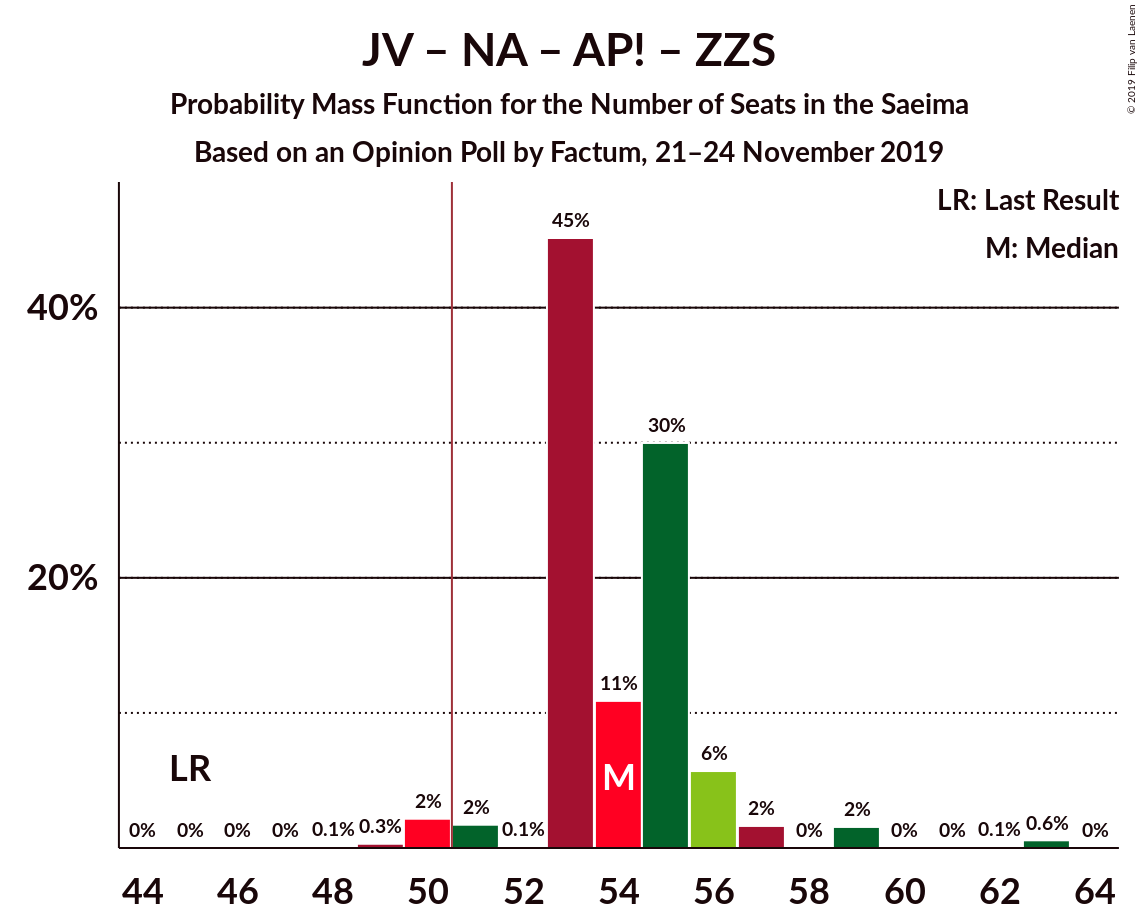 JV – NA – AP! – ZZS
Probability Mass Function for the Number of Seats in the Saeima
Based on an Opinion Poll by Factum, 21–24 November 2019
© 2019 Filip van Laenen
LR: Last Result
M: Median
40%
20%
0% 0% 0% 0% 0.1% 0.3% 2% 2% 0.1% 45% 11% 30% 6% 2% 0% 2% 0% 0% 0.1% 0.6% 0%
LR
M
44 46 48 50 52 54 56 58 60 62 64